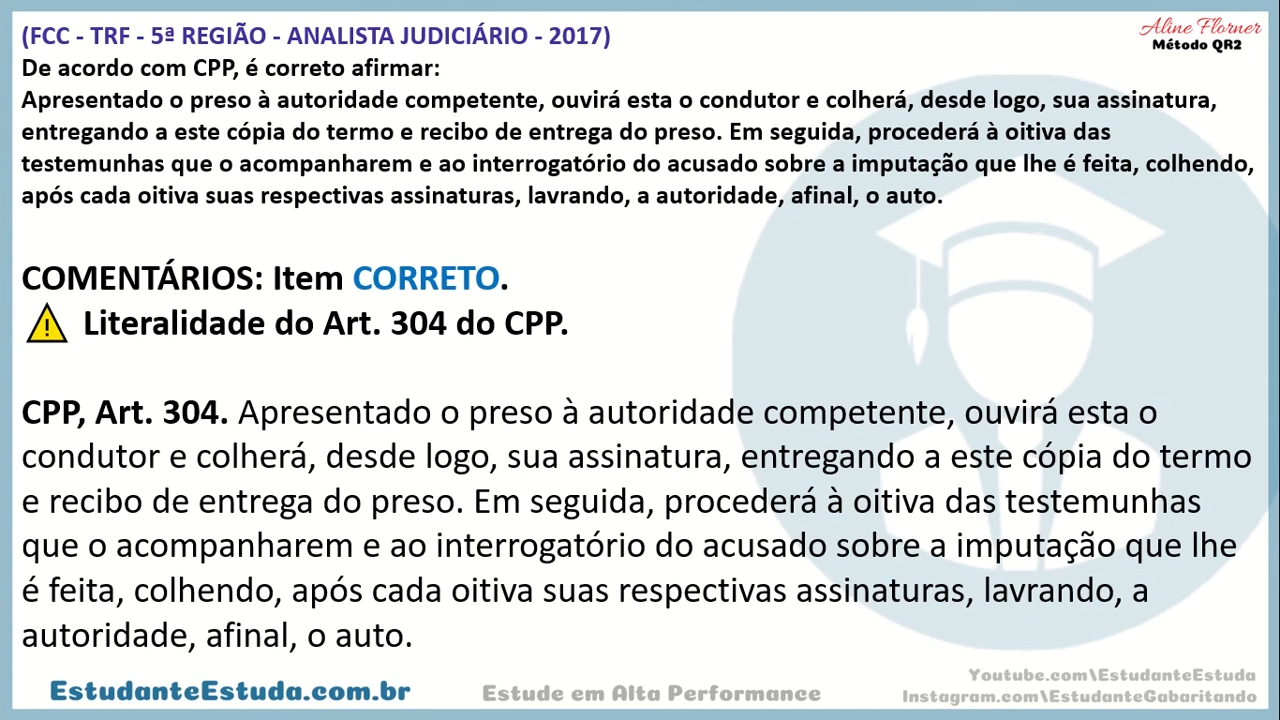 (FCC - TRF - 5ª REGIÃO - ANALISTA JUDICIÁRIO - 2017)
Aline Florner
Método QR2
De acordo com CPP, é correto afirmar:
Apresentado o preso à autoridade competente, ouvirá esta o condutor e colherá, desde logo, sua assinatura,
entregando a este cópia do termo e recibo de entrega do preso. Em seguida, procederá à oitiva das
testemunhas que o acompanharem e ao interrogatório do acusado sobre a imputação que lhe é feita, colhendo,
após cada oitiva suas respectivas assinaturas, lavrando, a autoridade, afinal, o auto.
COMENTÁRIOS: Item CORRETO.
Literalidade do Art. 304 do CPP.
CPP, Art. 304. Apresentado o preso à autoridade competente, ouvirá esta o
condutor e colherá, desde logo, sua assinatura, entregando a este cópia do termo
e recibo de entrega do preso. Em seguida, procederá à oitiva das testemunhas
que o acompanharem e ao interrogatório do acusado sobre a imputação que lhe
é feita, colhendo, após cada oitiva suas respectivas assinaturas, lavrando, a
autoridade, afinal, o auto.
EstudanteEstuda.com.br
Estude em Alta Performance
Youtube.com\EstudanteEstuda
Instagram.com\EstudanteGabaritando